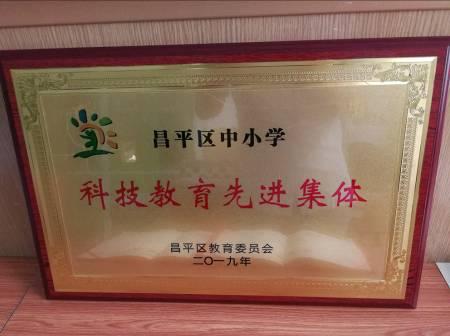 昌平区中小学
科技教育先进集体
昌平区教育委员会
二〇一九年